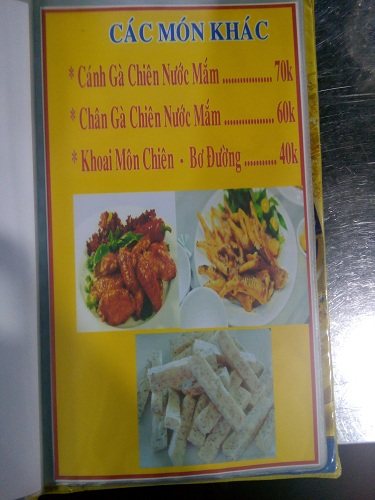 CÁC MÓN KHÁC
* Cánh Gà Chiên Nước Mắm ................. 70k
* Chân Gà Chiên Nước Mắm ................. 60k
* Khoai Môn Chiên - Bơ Đường ........... 40k